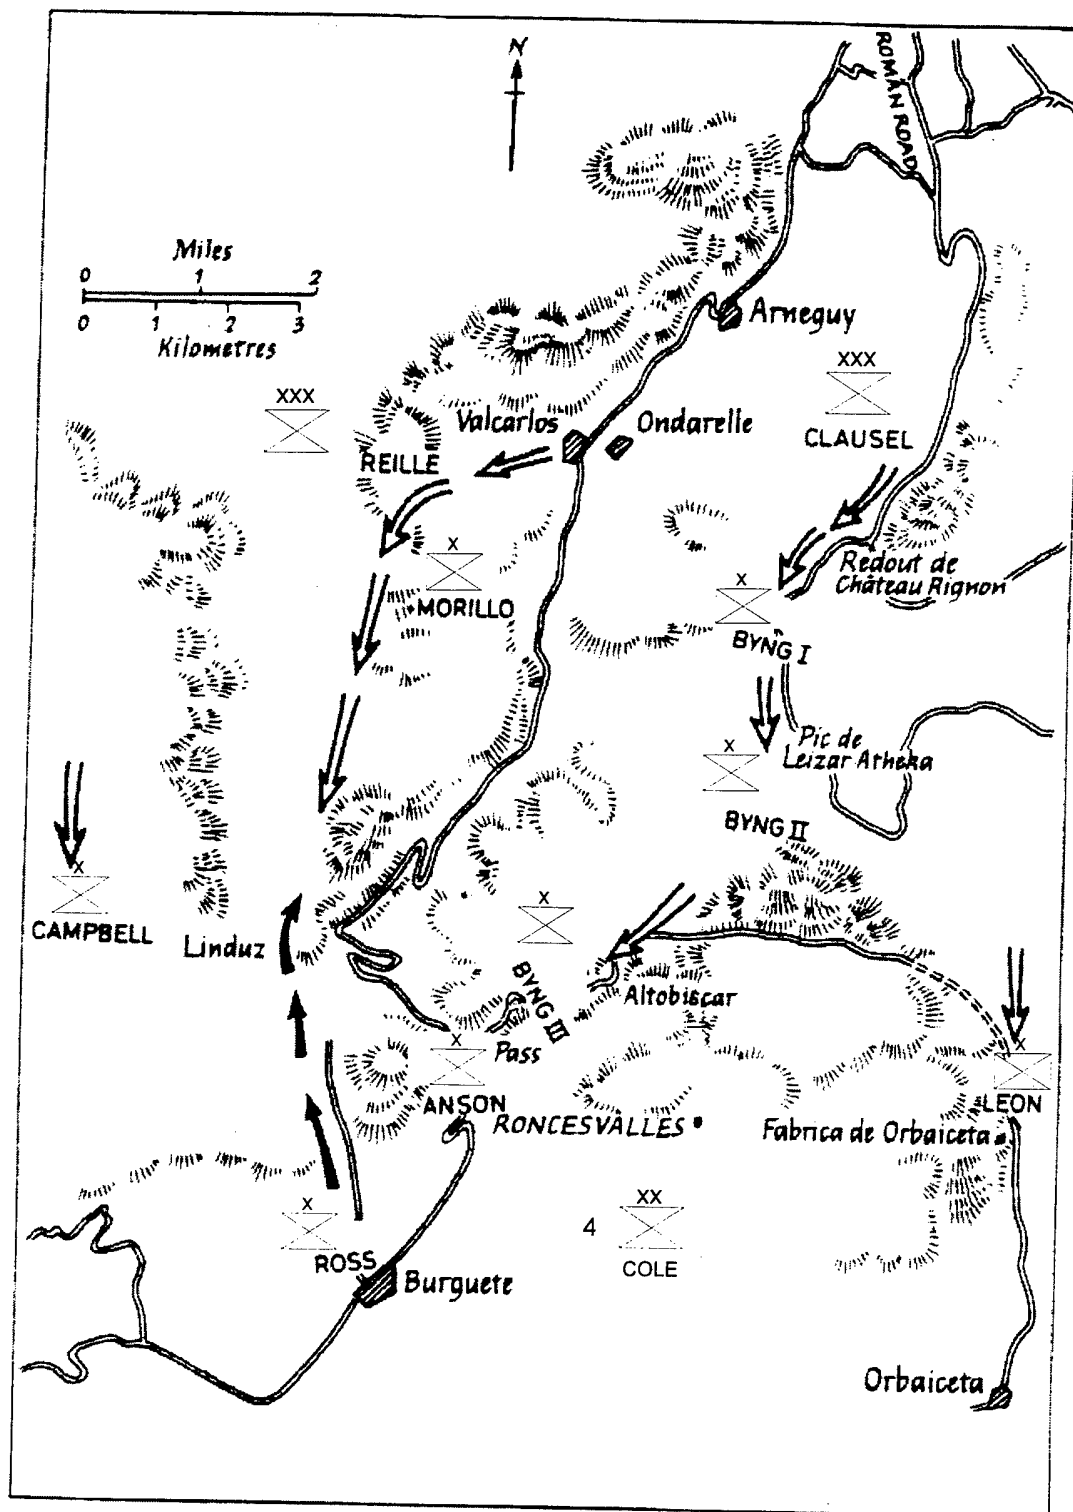 N
ROMAN ROAD
Miles
0 1 2
0 1 2 3
Kilometres
Arneguy
XXX
XXX
Valcarlos
Ondarelle
CLAUSEL
REILLE
X
Redout de
Château Rignon
X
MORILLO
BYNG I
Pic de
Leizar Atheka
X
BYNG II
X
CAMPBELL
X
Linduz
BYNG III
Altobiscar
X
Pass
X
ANSON
LEON
RONCESVALLES
Fabrica de Orbaiceta
X
XX
4
ROSS
COLE
Burguete
Orbaiceta